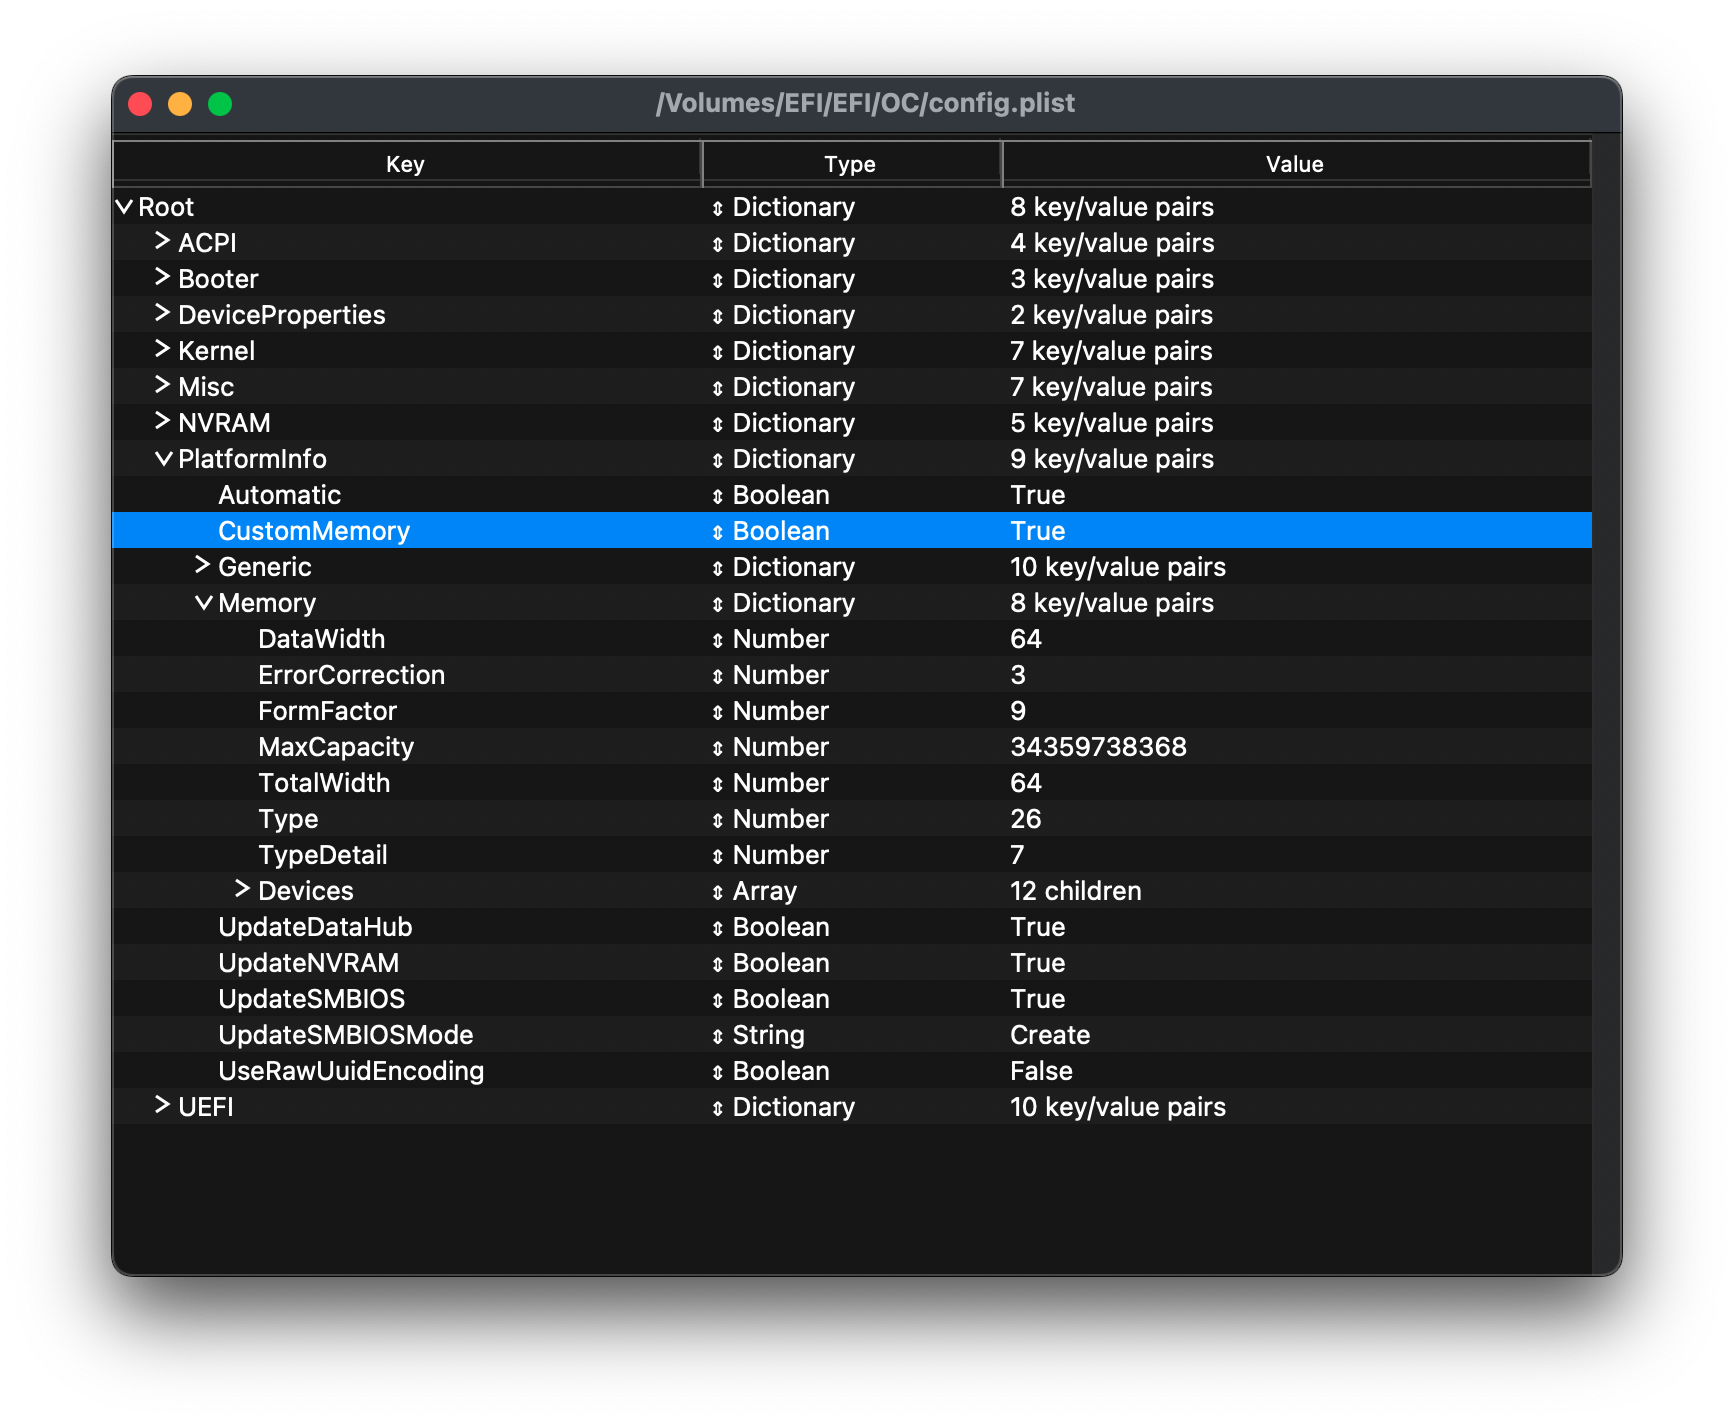 /Volumes/EFI/EFI/OC/config.plist
Key Type Value
Root Dictionary 8 key/value pairs
ACPI Dictionary 4 key/value pairs
Booter Dictionary 3 key/value pairs
DeviceProperties Dictionary 2 key/value pairs
Kernel Dictionary 7 key/value pairs
Misc Dictionary 7 key/value pairs
NVRAM Dictionary 5 key/value pairs
PlatformInfo Dictionary 9 key/value pairs
Automatic Boolean True
CustomMemory Boolean True
Generic Dictionary 10 key/value pairs
Memory Dictionary 8 key/value pairs
DataWidth Number 64
ErrorCorrection Number 3
FormFactor Number 9
MaxCapacity Number 34359738368
TotalWidth Number 64
Type Number 26
TypeDetail Number 7
Devices Array 12 children
UpdateDataHub Boolean True
UpdateNVRAM Boolean True
UpdateSMBIOS Boolean True
UpdateSMBIOSMode String Create
UseRawUuidEncoding Boolean False
UEFI Dictionary 10 key/value pairs